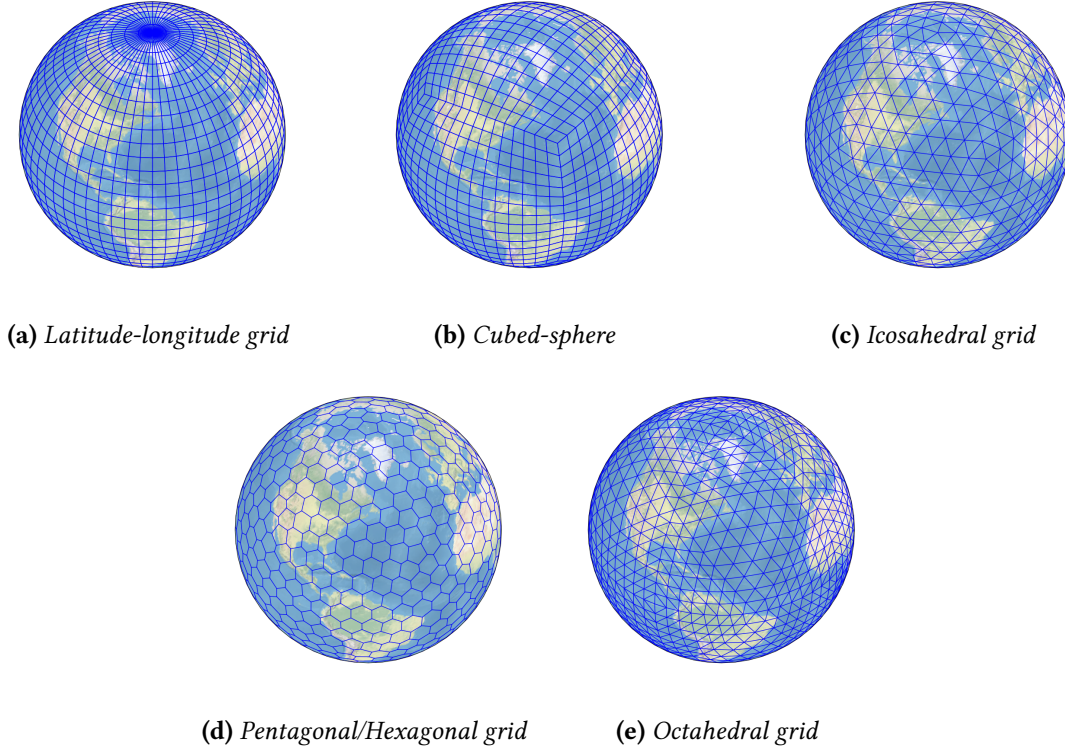 (a) Latitude-longitude grid
(b) Cubed-sphere
(c) Icosahedral grid
(d) Pentagonal/Hexagonal grid
(e) Octahedral grid